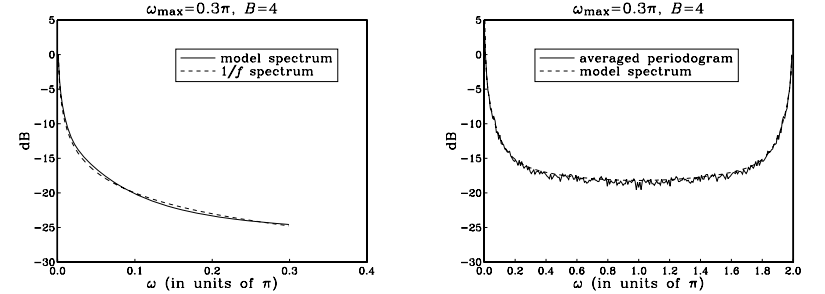 ω_max=0.3π, B=4
5
0
−5
−10
−15
−20
−25
−30
dB
model spectrum
1/f spectrum
0.0 0.1 0.2 0.3 0.4
ω (in units of π)
ω_max=0.3π, B=4
5
0
−5
−10
−15
−20
−25
−30
dB
averaged periodogram
model spectrum
0.0 0.2 0.4 0.6 0.8 1.0 1.2 1.4 1.6 1.8 2.0
ω (in units of π)